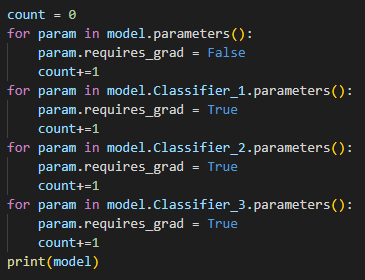 count = 0
for param in model.parameters():
    param.requires_grad = False
    count+=1
for param in model.Classifier_1.parameters():
    param.requires_grad = True
    count+=1
for param in model.Classifier_2.parameters():
    param.requires_grad = True
    count+=1
for param in model.Classifier_3.parameters():
    param.requires_grad = True
    count+=1
print(model)